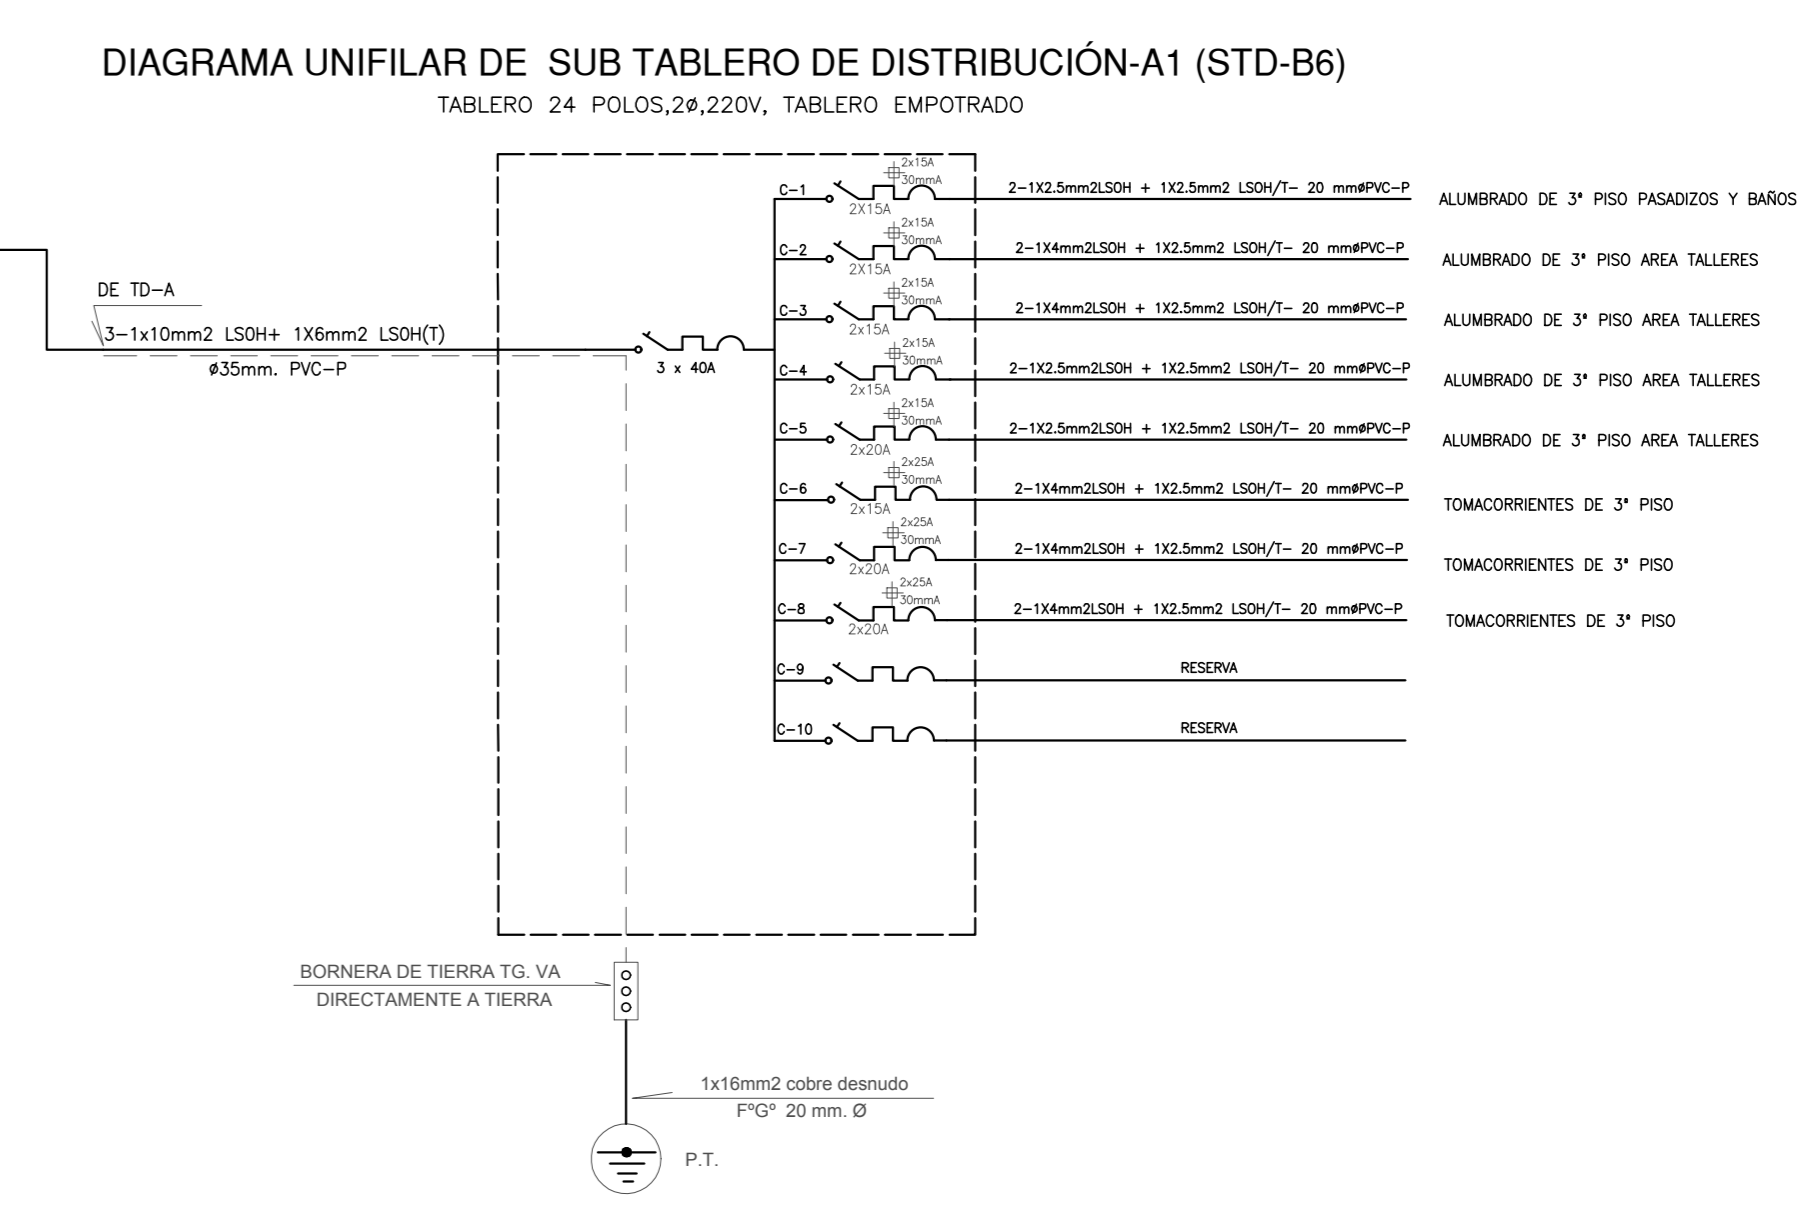 DIAGRAMA UNIFILAR DE SUB TABLERO DE DISTRIBUCIÓN-A1 (STD-B6)
TABLERO 24 POLOS,2ø,220V, TABLERO EMPOTRADO
DE TD-A
3-1x10mm2 LSOH+ 1X6mm2 LSOH(T)
ø35mm. PVC-P
3 x 40A
C-1
2X15A
2x15A
30mmA
2-1X2.5mm2LSOH + 1X2.5mm2 LSOH/T- 20 mmøPVC-P
ALUMBRADO DE 3° PISO PASADIZOS Y BAÑOS
C-2
2X15A
2x15A
30mmA
2-1X4mm2LSOH + 1X2.5mm2 LSOH/T- 20 mmøPVC-P
ALUMBRADO DE 3° PISO AREA TALLERES
C-3
2x15A
2x15A
30mmA
2-1X4mm2LSOH + 1X2.5mm2 LSOH/T- 20 mmøPVC-P
ALUMBRADO DE 3° PISO AREA TALLERES
C-4
2x15A
2x15A
30mmA
2-1X2.5mm2LSOH + 1X2.5mm2 LSOH/T- 20 mmøPVC-P
ALUMBRADO DE 3° PISO AREA TALLERES
C-5
2x20A
2x15A
30mmA
2-1X2.5mm2LSOH + 1X2.5mm2 LSOH/T- 20 mmøPVC-P
ALUMBRADO DE 3° PISO AREA TALLERES
C-6
2x15A
2x25A
30mmA
2-1X4mm2LSOH + 1X2.5mm2 LSOH/T- 20 mmøPVC-P
TOMACORRIENTES DE 3° PISO
C-7
2x20A
2x25A
30mmA
2-1X4mm2LSOH + 1X2.5mm2 LSOH/T- 20 mmøPVC-P
TOMACORRIENTES DE 3° PISO
C-8
2x20A
2x25A
30mmA
2-1X4mm2LSOH + 1X2.5mm2 LSOH/T- 20 mmøPVC-P
TOMACORRIENTES DE 3° PISO
C-9
RESERVA
C-10
RESERVA
BORNERA DE TIERRA TG. VA
DIRECTAMENTE A TIERRA
1x16mm2 cobre desnudo
FºGº 20 mm. Ø
P.T.